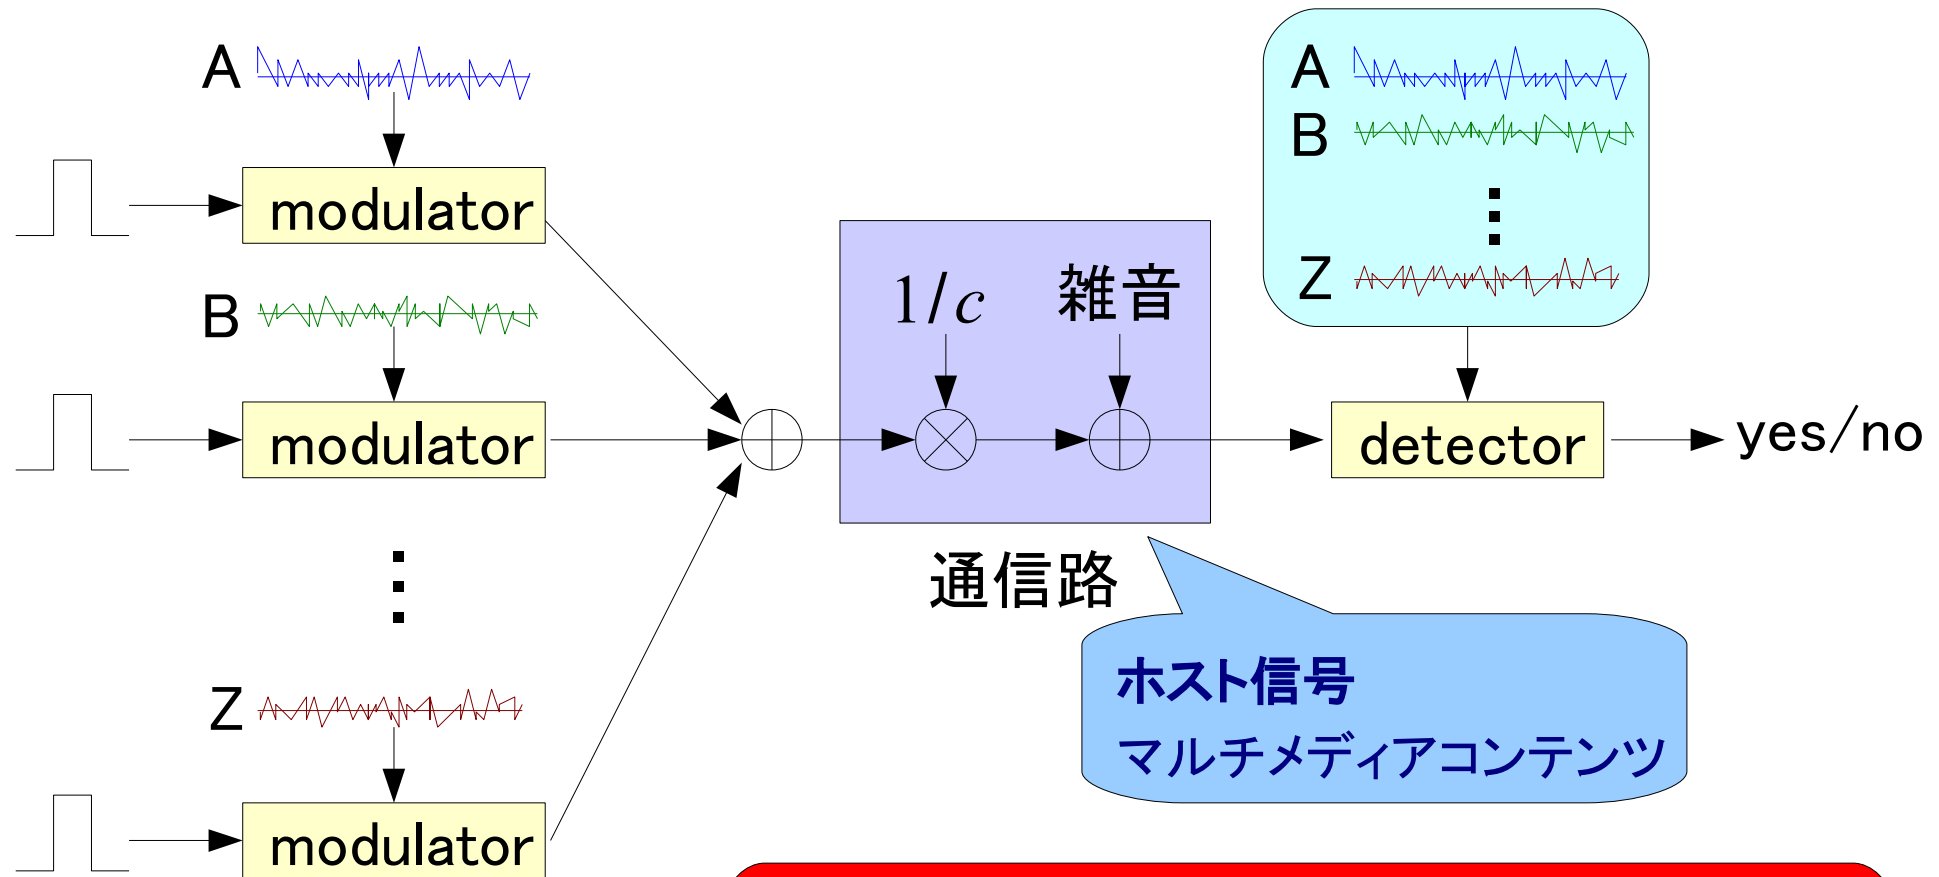 A
modulator
B
modulator
Z
modulator
1/c
雑音
通信路
ホスト信号
マルチメディアコンテンツ
A
B
Z
detector
yes/no